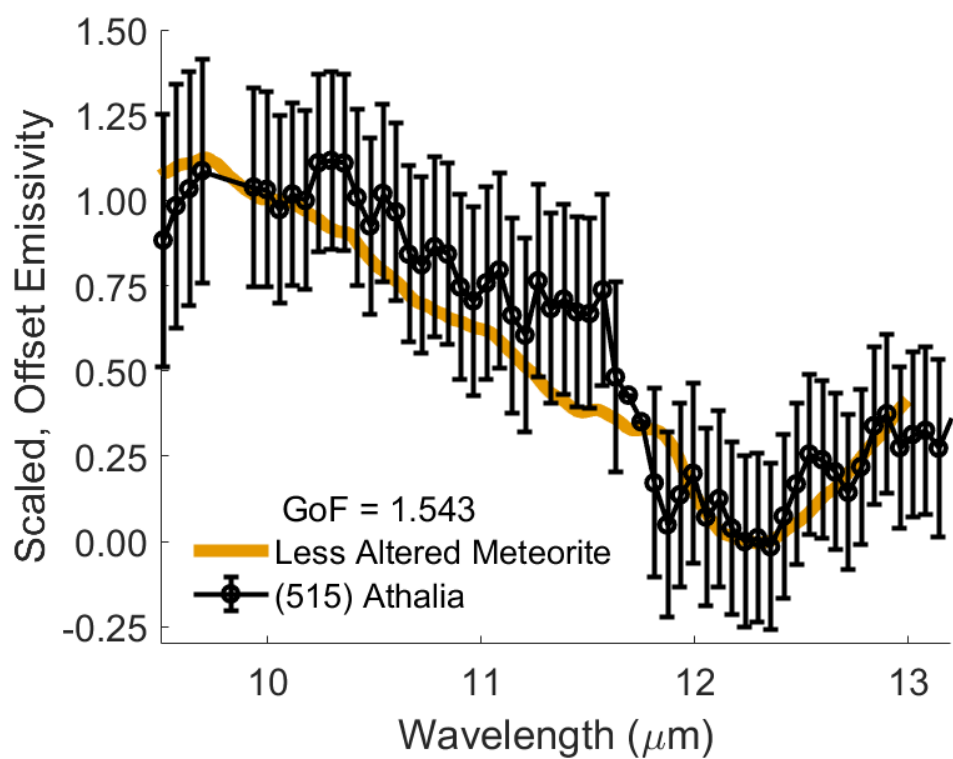 1.50
1.25
1.00
0.75
0.50
0.25
0.00
-0.25
Scaled, Offset Emissivity
GoF = 1.543
Less Altered Meteorite
(515) Athalia
10 11 12 13
Wavelength (μm)